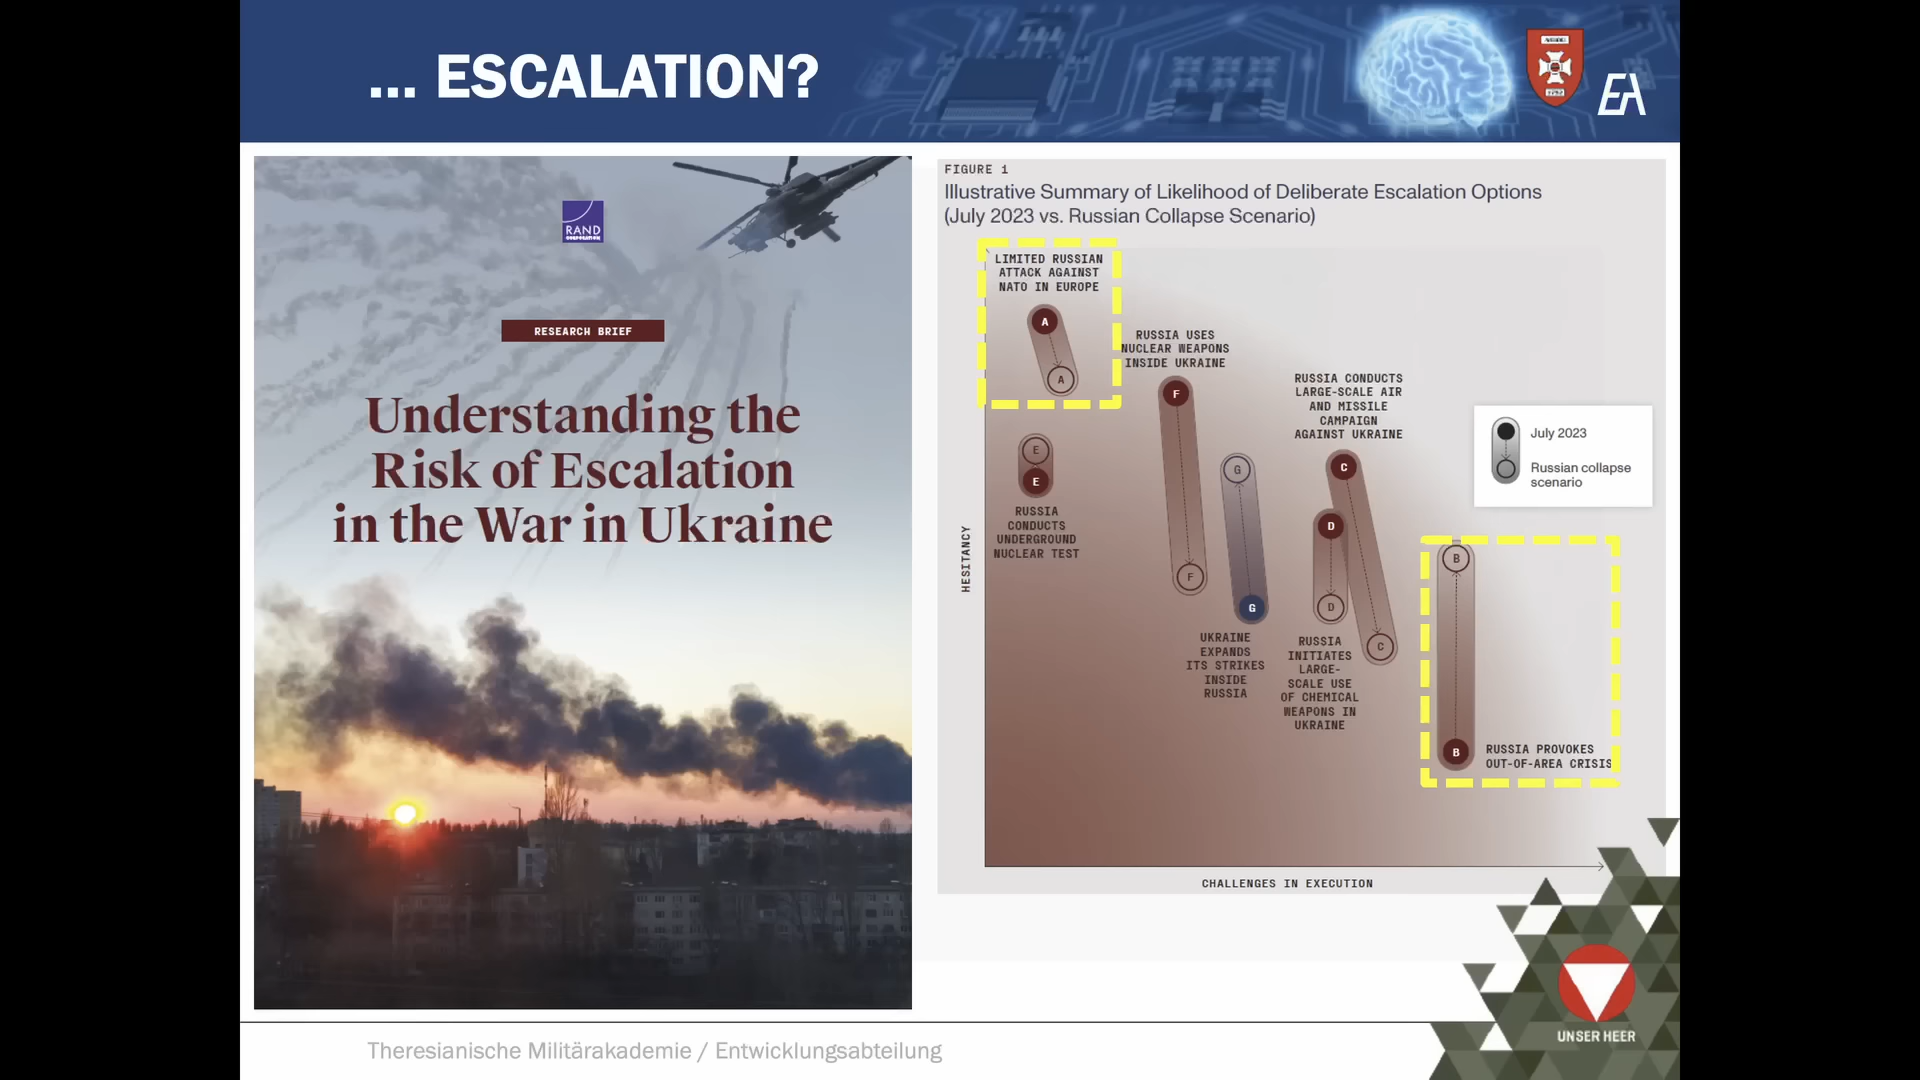 ... ESCALATION?
EA
RAND
CORPORATION
RESEARCH BRIEF
Understanding the
Risk of Escalation
in the War in Ukraine
FIGURE 1
Illustrative Summary of Likelihood of Deliberate Escalation Options
(July 2023 vs. Russian Collapse Scenario)
LIMITED RUSSIAN
ATTACK AGAINST
NATO IN EUROPE
A
A
RUSSIA USES
NUCLEAR WEAPONS
INSIDE UKRAINE
F
F
RUSSIA CONDUCTS
LARGE-SCALE AIR
AND MISSILE
CAMPAIGN
AGAINST UKRAINE
C
C
July 2023
Russian collapse
scenario
E
E
RUSSIA
CONDUCTS
UNDERGROUND
NUCLEAR TEST
G
G
UKRAINE
EXPANDS
ITS STRIKES
INSIDE
RUSSIA
D
D
RUSSIA
INITIATES
LARGE-
SCALE USE
OF CHEMICAL
WEAPONS IN
UKRAINE
B
B
RUSSIA PROVOKES
OUT-OF-AREA CRISIS
HESITANCY
CHALLENGES IN EXECUTION
UNSER HEER
Theresianische Militärakademie / Entwicklungsabteilung